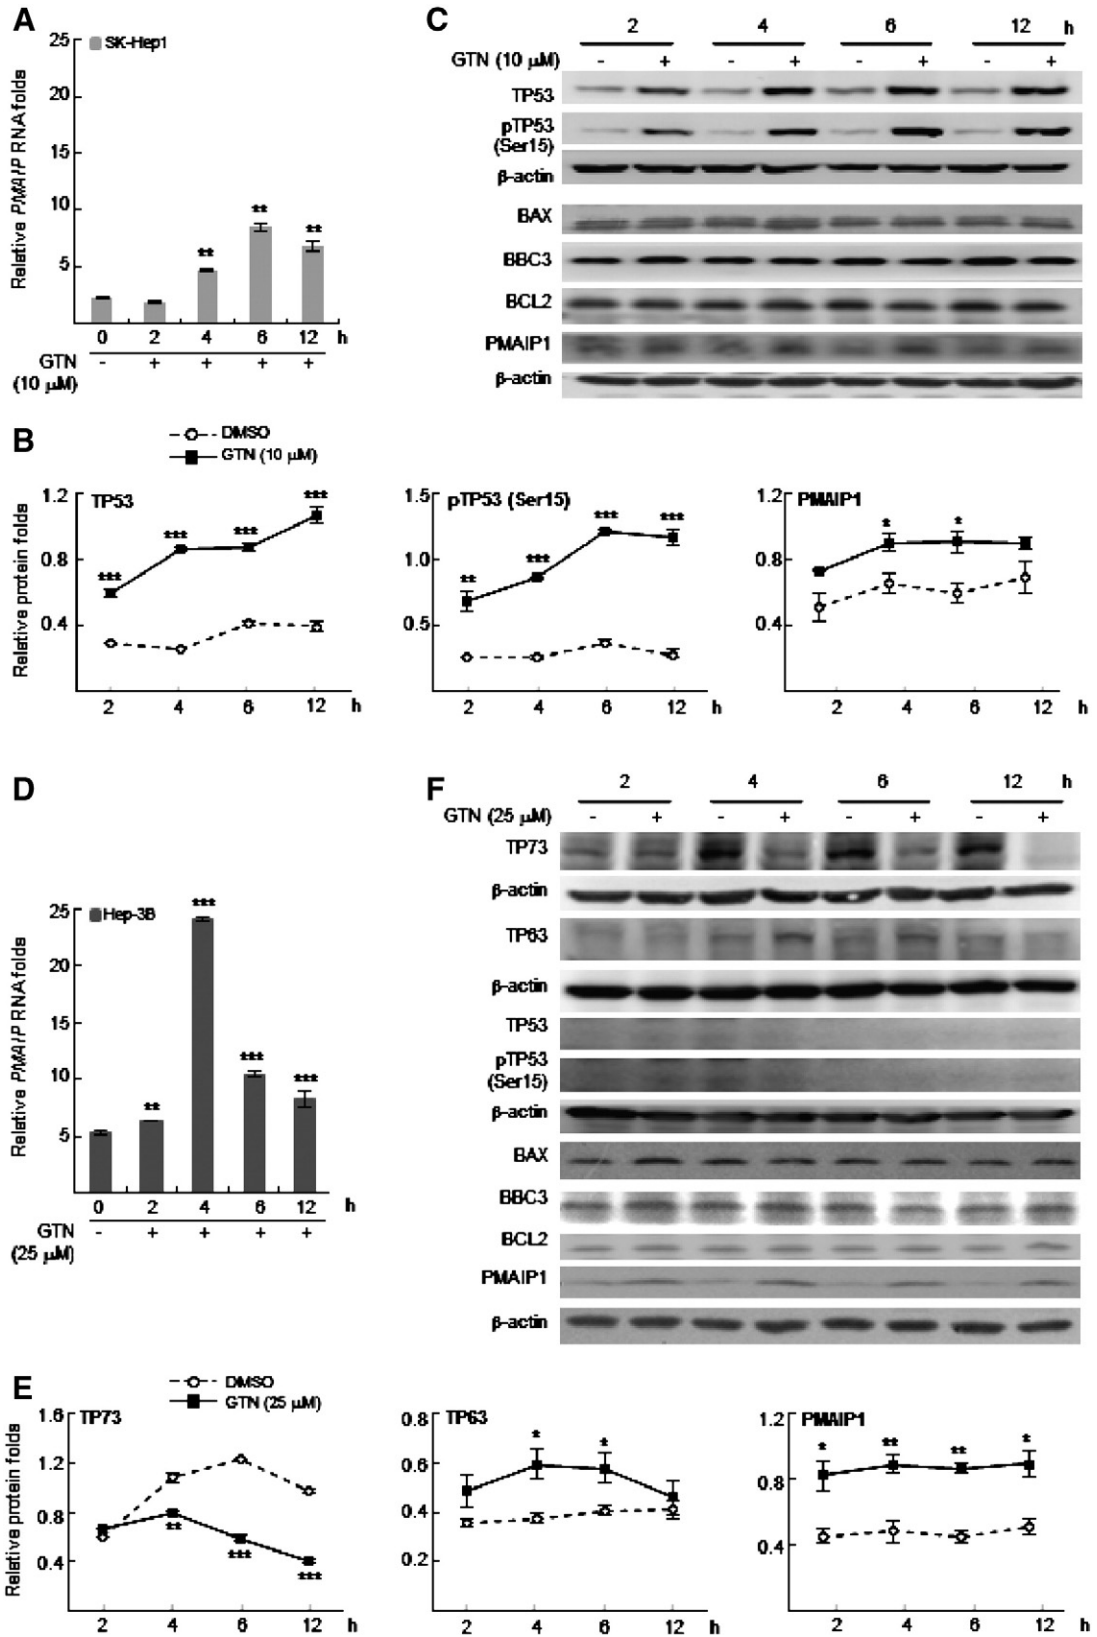 A
SK-Hep1
Relative PMAIP RNA folds
25
20
15
10
5
** ** **
0 2 4 6 12 h
GTN - + + + +
(10 µM)
C
2 4 6 12 h
GTN (10 µM) - + - + - + - +
TP53
pTP53
(Ser15)
β-actin
BAX
BBC3
BCL2
PMAIP1
β-actin
B
DMSO
GTN (10 µM)
Relative protein folds
TP53
1.2
0.8
0.4
*** *** *** ***
2 4 6 12 h
pTP53 (Ser15)
1.5
1.0
0.5
** *** *** ***
2 4 6 12 h
PMAIP1
1.2
0.8
0.4
* *
2 4 6 12 h
D
Hep-3B
Relative PMAIP RNA folds
25
20
15
10
5
** *** *** ***
0 2 4 6 12 h
GTN - + + + +
(25 µM)
F
2 4 6 12 h
GTN (25 µM) - + - + - + - +
TP73
β-actin
TP63
β-actin
TP53
pTP53
(Ser15)
β-actin
BAX
BBC3
BCL2
PMAIP1
β-actin
E
DMSO
GTN (25 µM)
Relative protein folds
TP73
1.6
1.2
0.8
0.4
** *** ***
2 4 6 12 h
TP63
0.8
0.6
0.4
0.2
* *
2 4 6 12 h
PMAIP1
1.2
0.8
0.4
* ** ** *
2 4 6 12 h